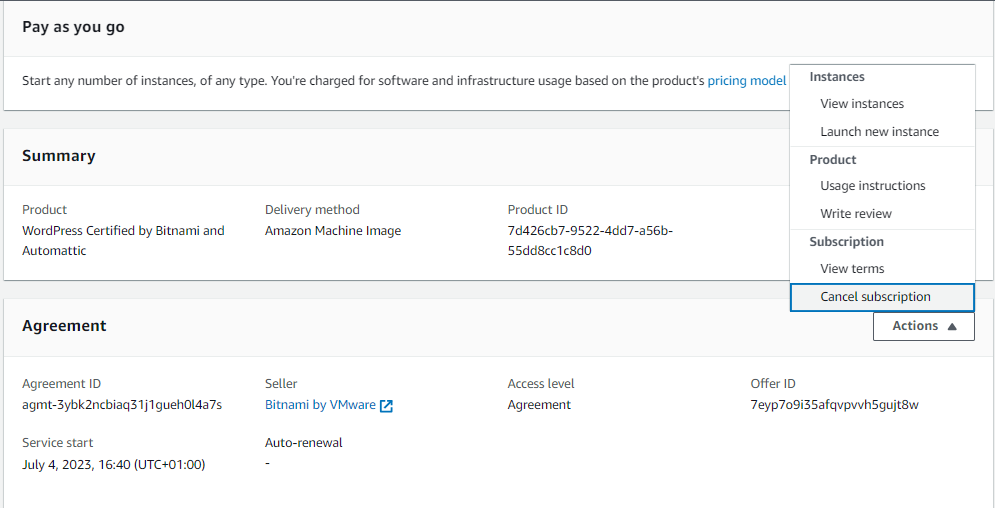 Pay as you go
Start any number of instances, of any type. You're charged for software and infrastructure usage based on the product's pricing model
Instances
View instances
Launch new instance
Product
Usage instructions
Write review
Subscription
View terms
Cancel subscription
Actions
Summary
Product
WordPress Certified by Bitnami and
Automattic
Delivery method
Amazon Machine Image
Product ID
7d426cb7-9522-4dd7-a56b-
55dd8cc1c8d0
Agreement
Agreement ID
agmt-3ybk2ncbiaq31j1gueh0l4a7s
Seller
Bitnami by VMware
Access level
Agreement
Offer ID
7eyp7o9i35afqvpvvh5gujt8w
Service start
July 4, 2023, 16:40 (UTC+01:00)
Auto-renewal
-